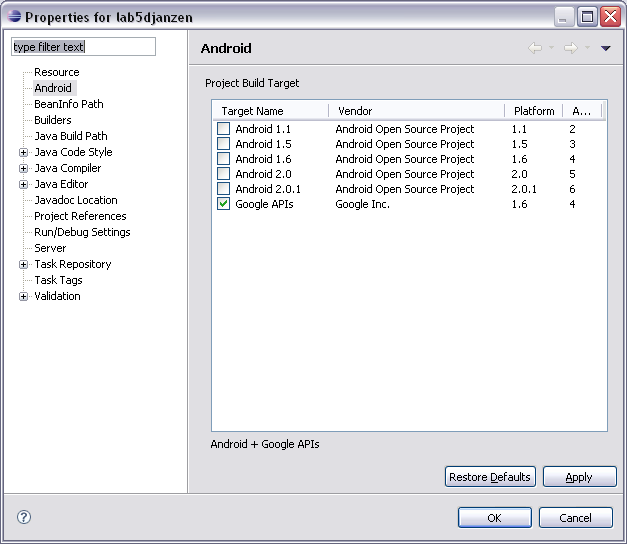 Properties for lab5djanzen
type filter text
Resource
Android
BeanInfo Path
Builders
Java Build Path
Java Code Style
Java Compiler
Java Editor
Javadoc Location
Project References
Run/Debug Settings
Server
Task Repository
Task Tags
Validation
Android
Project Build Target
Target Name Vendor Platform A...
Android 1.1 Android Open Source Project 1.1 2
Android 1.5 Android Open Source Project 1.5 3
Android 1.6 Android Open Source Project 1.6 4
Android 2.0 Android Open Source Project 2.0 5
Android 2.0.1 Android Open Source Project 2.0.1 6
Google APIs Google Inc. 1.6 4
Android + Google APIs
Restore Defaults Apply
? OK Cancel